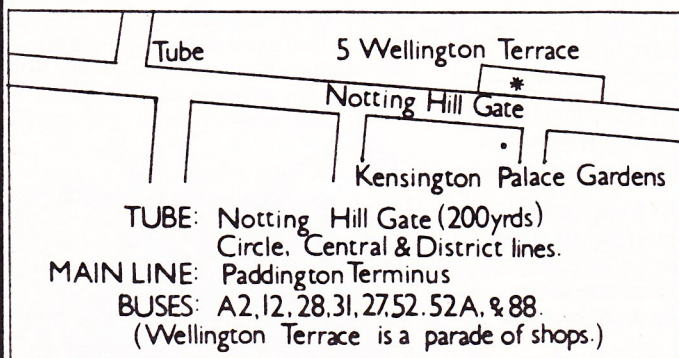 Tube
5 Wellington Terrace
*
Notting Hill Gate
Kensington Palace Gardens
TUBE: Notting Hill Gate (200yrds)
Circle, Central & District lines.
MAIN LINE: Paddington Terminus
BUSES: A2, 12, 28, 31, 27.52. 52A, & 88.
(Wellington Terrace is a parade of shops.)